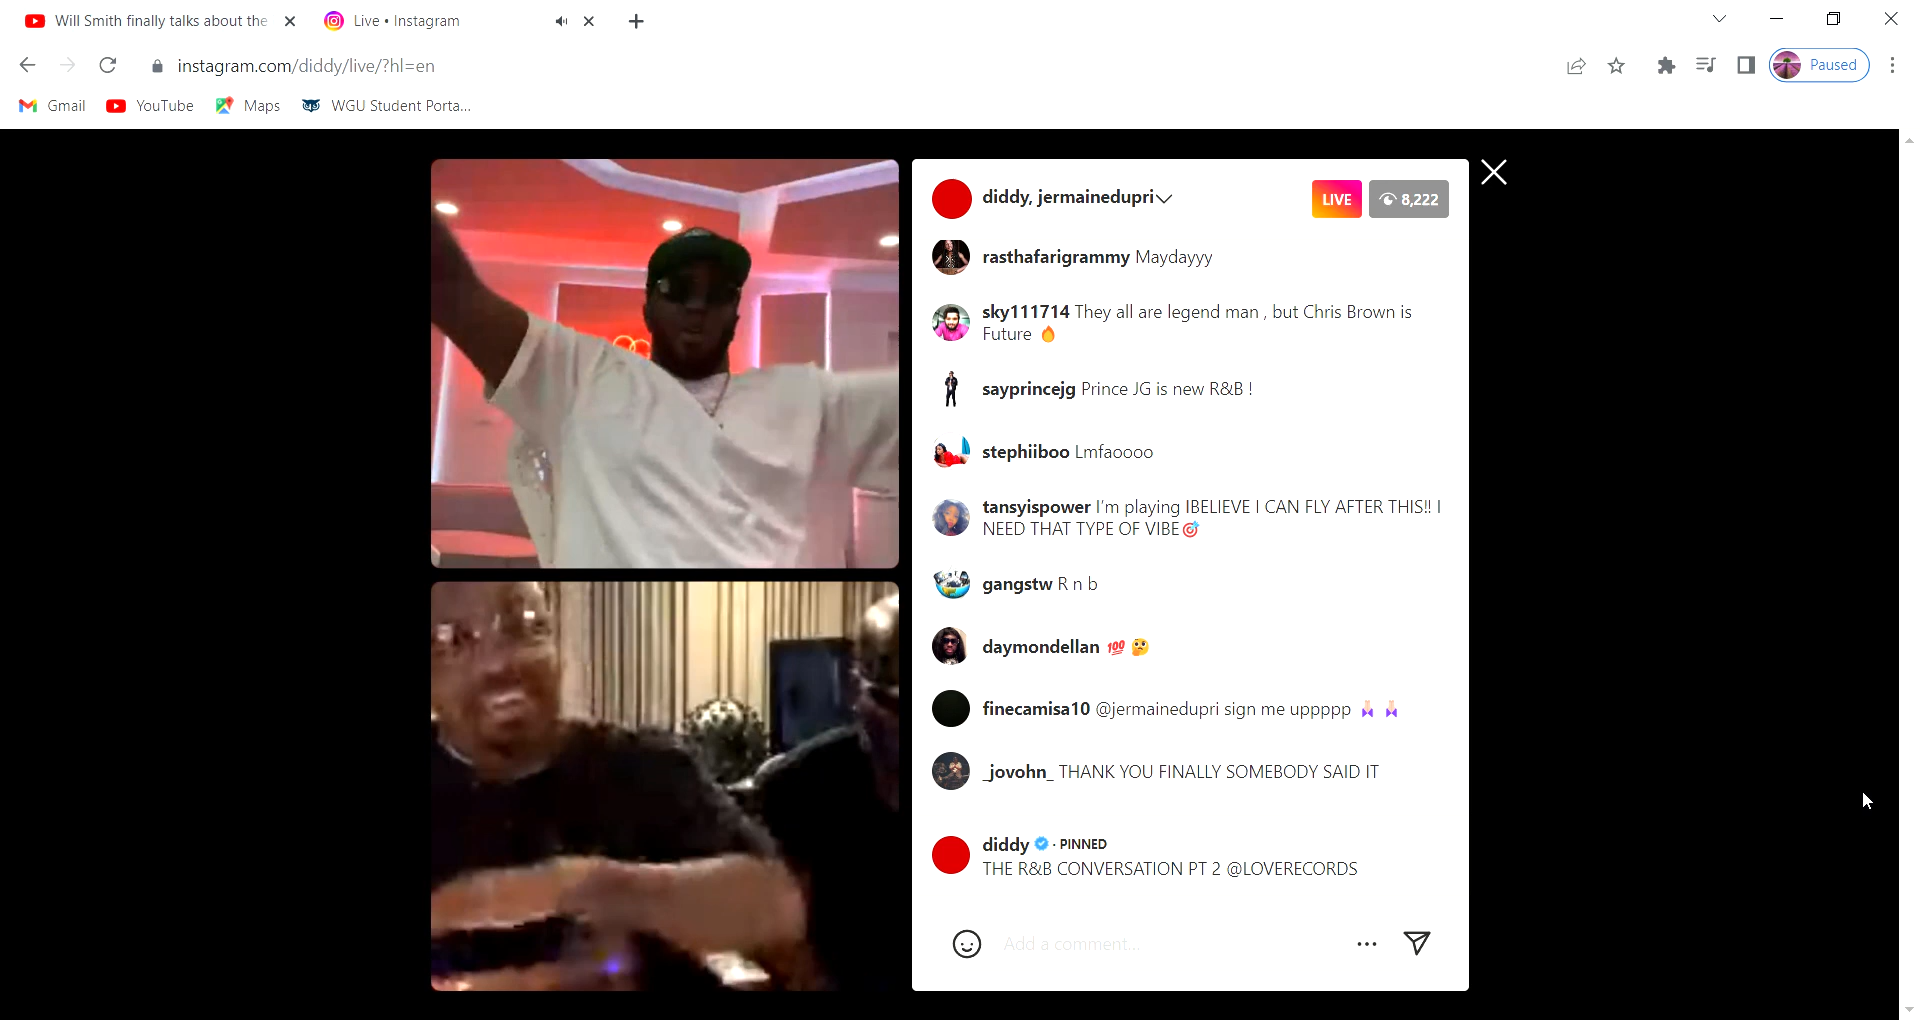 Will Smith finally talks about the
Live • Instagram
instagram.com/diddy/live/?hl=en
Paused
Gmail
YouTube
Maps
WGU Student Porta...
diddy, jermainedupri
LIVE
8,222
rasthafarigrammy Maydayyy
sky111714 They all are legend man , but Chris Brown is
Future 🔥
sayprincejg Prince JG is new R&B !
stephiiboo Lmfaoooo
tansyispower I'm playing IBELIEVE I CAN FLY AFTER THIS!! I
NEED THAT TYPE OF VIBE🎯
gangstw R n b
daymondellan 💯 🤔
finecamisa10 @jermainedupri sign me uppppp
_jovohn_ THANK YOU FINALLY SOMEBODY SAID IT
diddy · PINNED
THE R&B CONVERSATION PT 2 @LOVERECORDS
Add a comment...